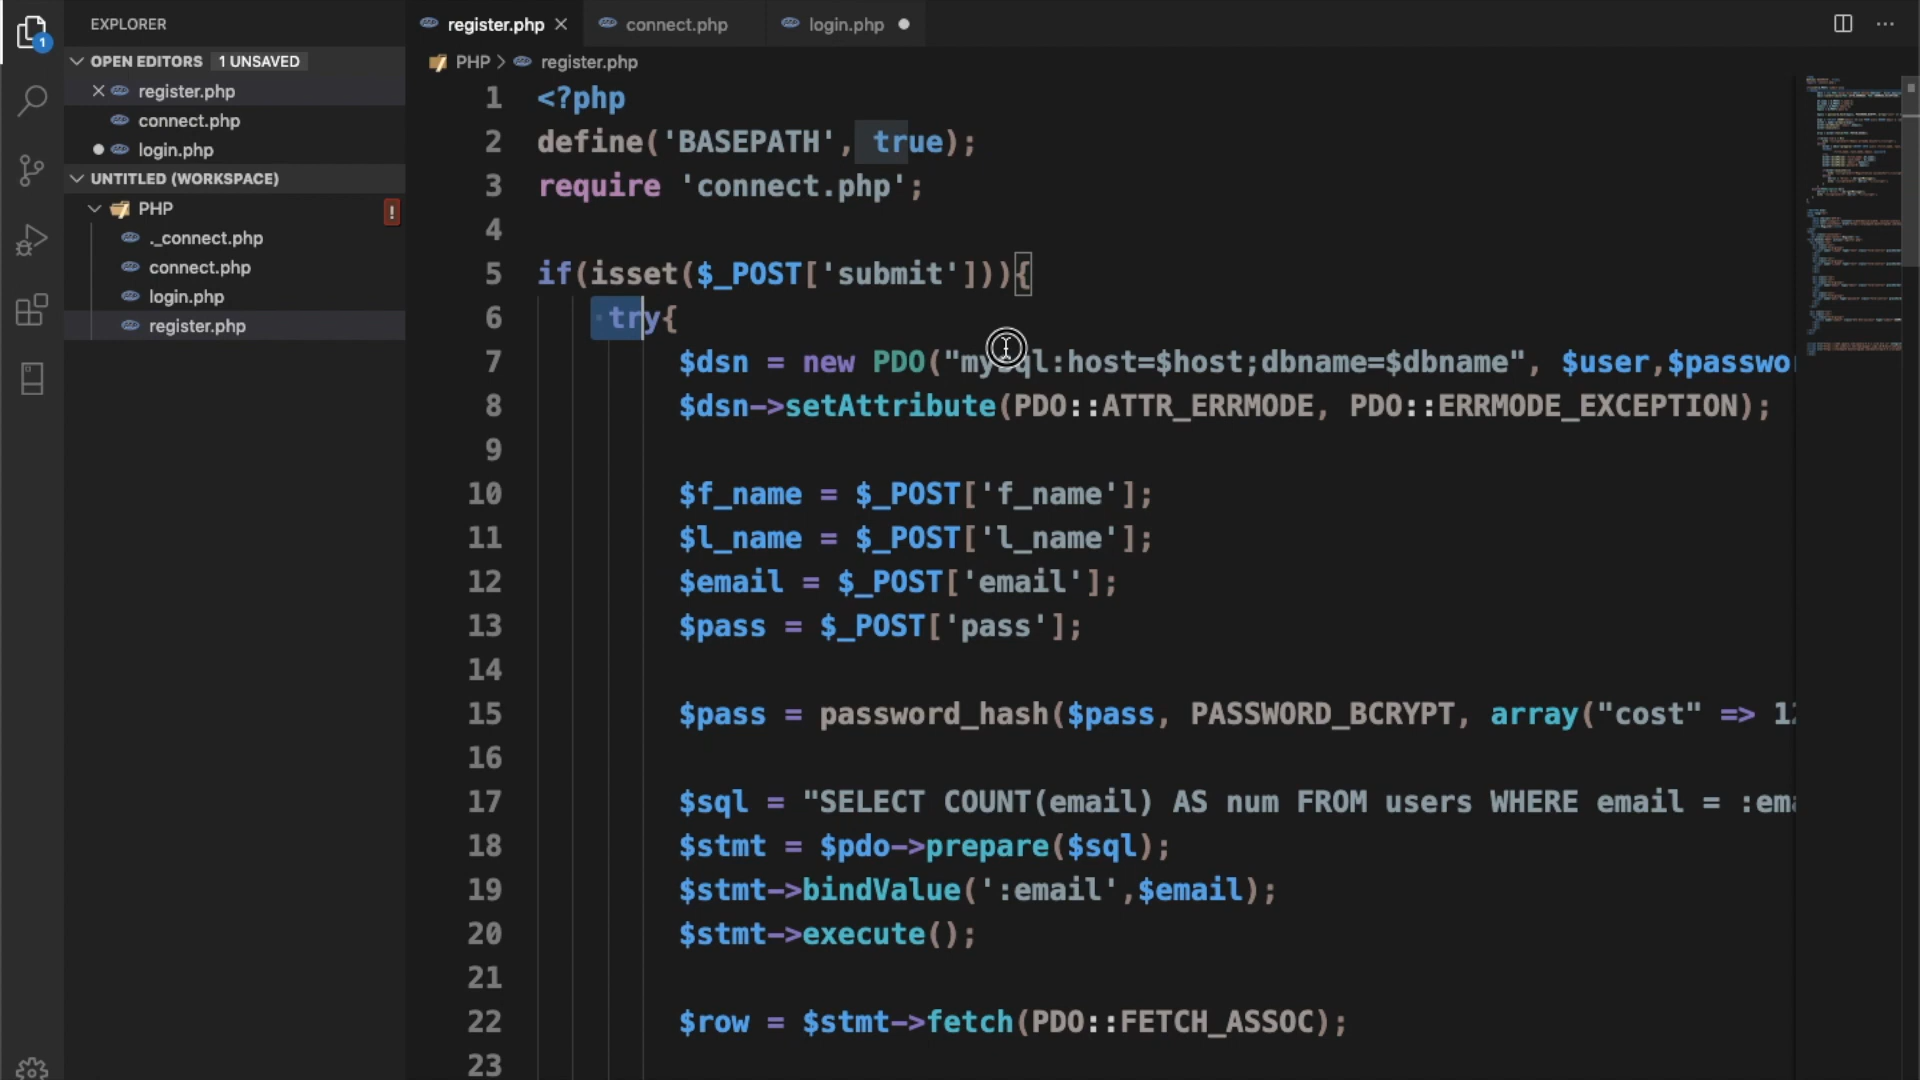 EXPLORER
OPEN EDITORS 1 UNSAVED
register.php
connect.php
login.php
UNTITLED (WORKSPACE)
PHP
._connect.php
connect.php
login.php
register.php
1
register.php
connect.php
login.php
PHP > register.php
1 <?php
2 define('BASEPATH', true);
3 require 'connect.php';
4
5 if(isset($_POST['submit'])){
6 try{
7 $dsn = new PDO("mysql:host=$host;dbname=$dbname", $user,$passwo
8 $dsn->setAttribute(PDO::ATTR_ERRMODE, PDO::ERRMODE_EXCEPTION);
9
10 $f_name = $_POST['f_name'];
11 $l_name = $_POST['l_name'];
12 $email = $_POST['email'];
13 $pass = $_POST['pass'];
14
15 $pass = password_hash($pass, PASSWORD_BCRYPT, array("cost" => 12
16
17 $sql = "SELECT COUNT(email) AS num FROM users WHERE email = :ema
18 $stmt = $pdo->prepare($sql);
19 $stmt->bindValue(':email',$email);
20 $stmt->execute();
21
22 $row = $stmt->fetch(PDO::FETCH_ASSOC);
23